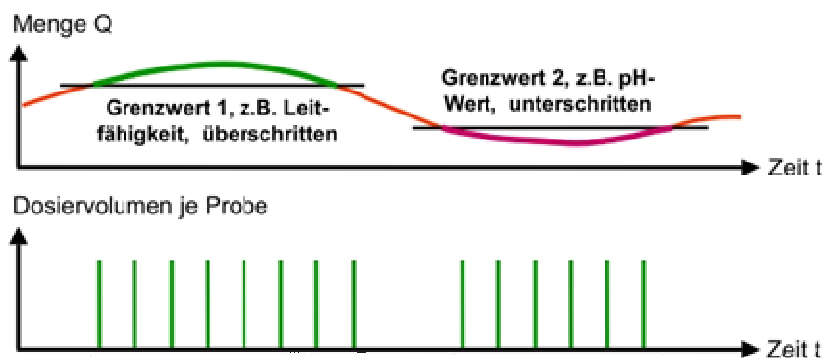 Menge Q
Grenzwert 1, z.B. Leit-
fähigkeit, überschritten
Grenzwert 2, z.B. pH-
Wert, unterschritten
Zeit t
Dosiervolumen je Probe
Zeit t